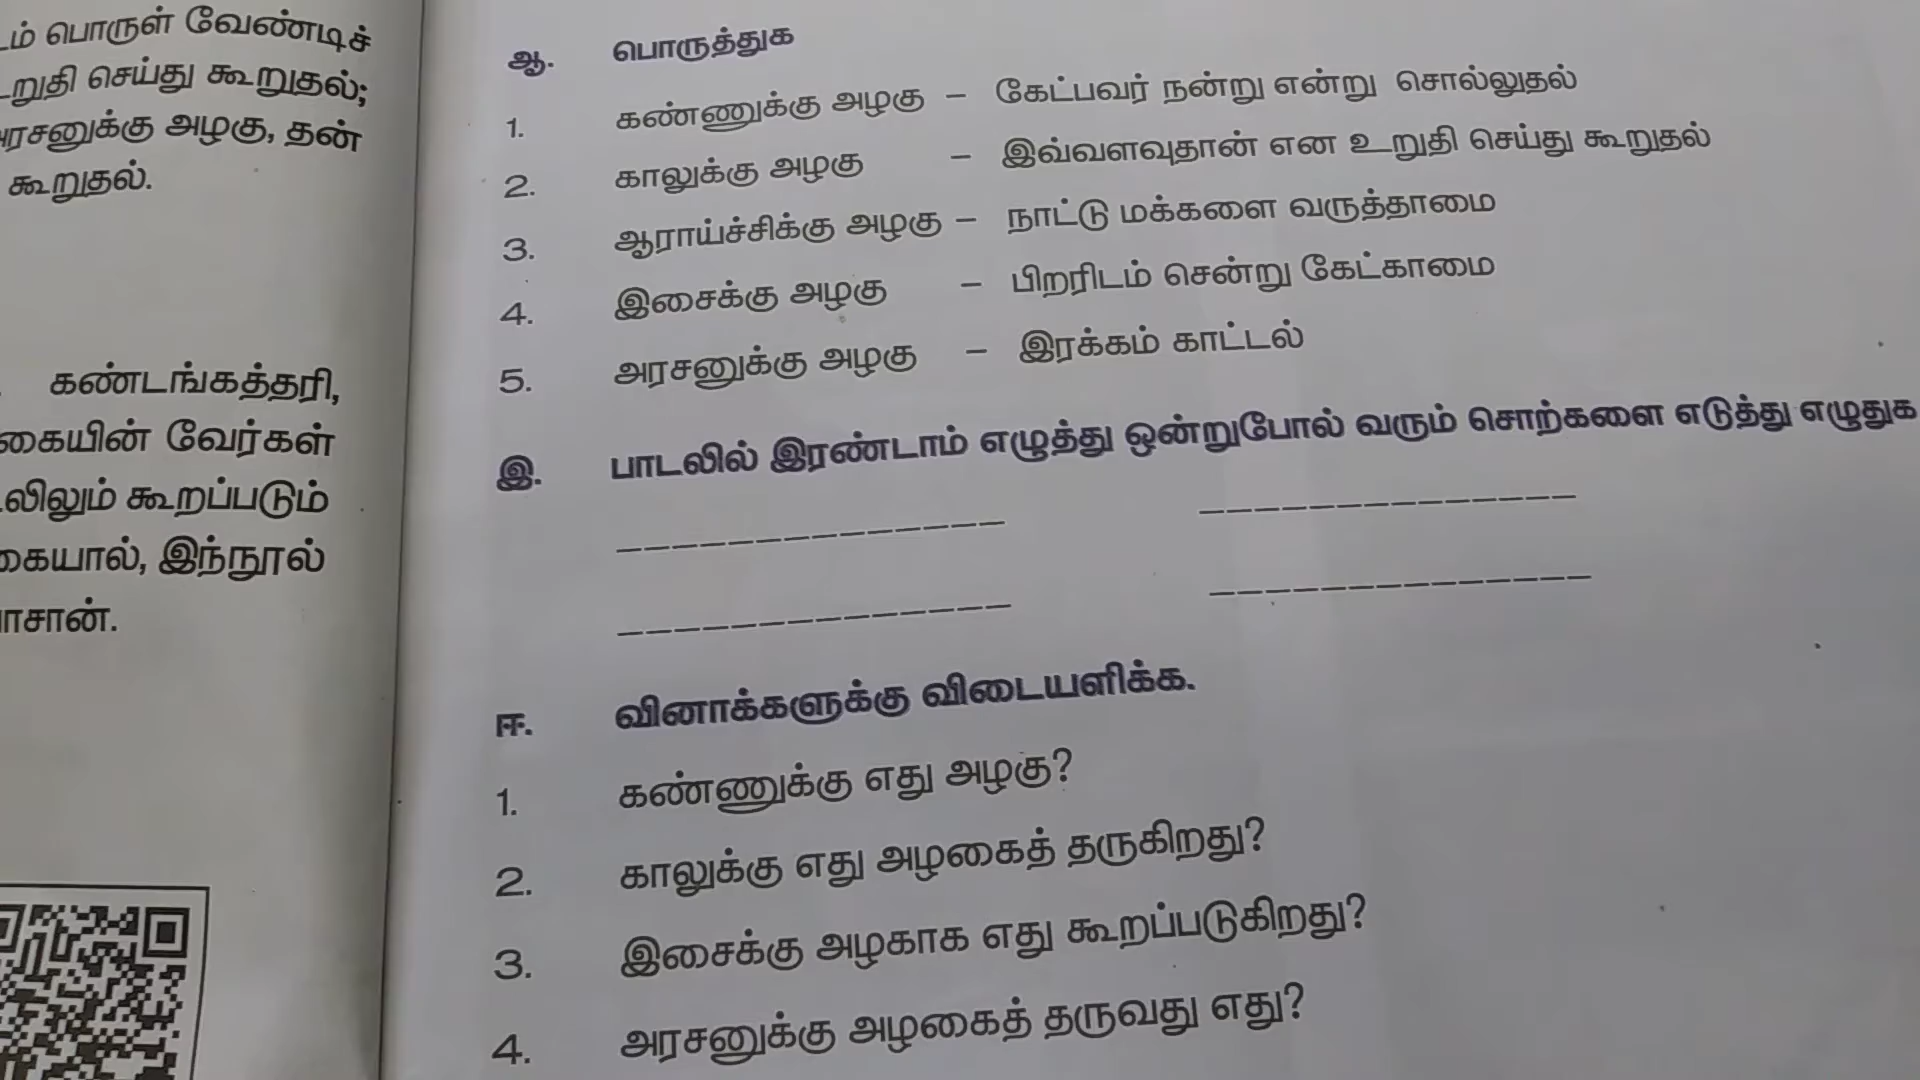 பொருள் வேண்டிச்
செய்து கூறுதல்;
அழகு, தன்
கூறுதல்.
கண்டங்கத்தரி,
வேர்கள்
கூறப்படும்
இந்நூல்
ஆ. பொருத்துக
1. கண்ணுக்கு அழகு – கேட்பவர் நன்று என்று சொல்லுதல்
2. காலுக்கு அழகு – இவ்வளவுதான் என உறுதி செய்து கூறுதல்
3. ஆராய்ச்சிக்கு அழகு – நாட்டு மக்களை வருத்தாமை
4. இசைக்கு அழகு – பிறரிடம் சென்று கேட்காமை
5. அரசனுக்கு அழகு – இரக்கம் காட்டல்
இ. பாடலில் இரண்டாம் எழுத்து ஒன்றுபோல் வரும் சொற்களை எடுத்து எழுதுக
ஈ. வினாக்களுக்கு விடையளிக்க.
1. கண்ணுக்கு எது அழகு?
2. காலுக்கு எது அழகைத் தருகிறது?
3. இசைக்கு அழகாக எது கூறப்படுகிறது?
4. அரசனுக்கு அழகைத் தருவது எது?